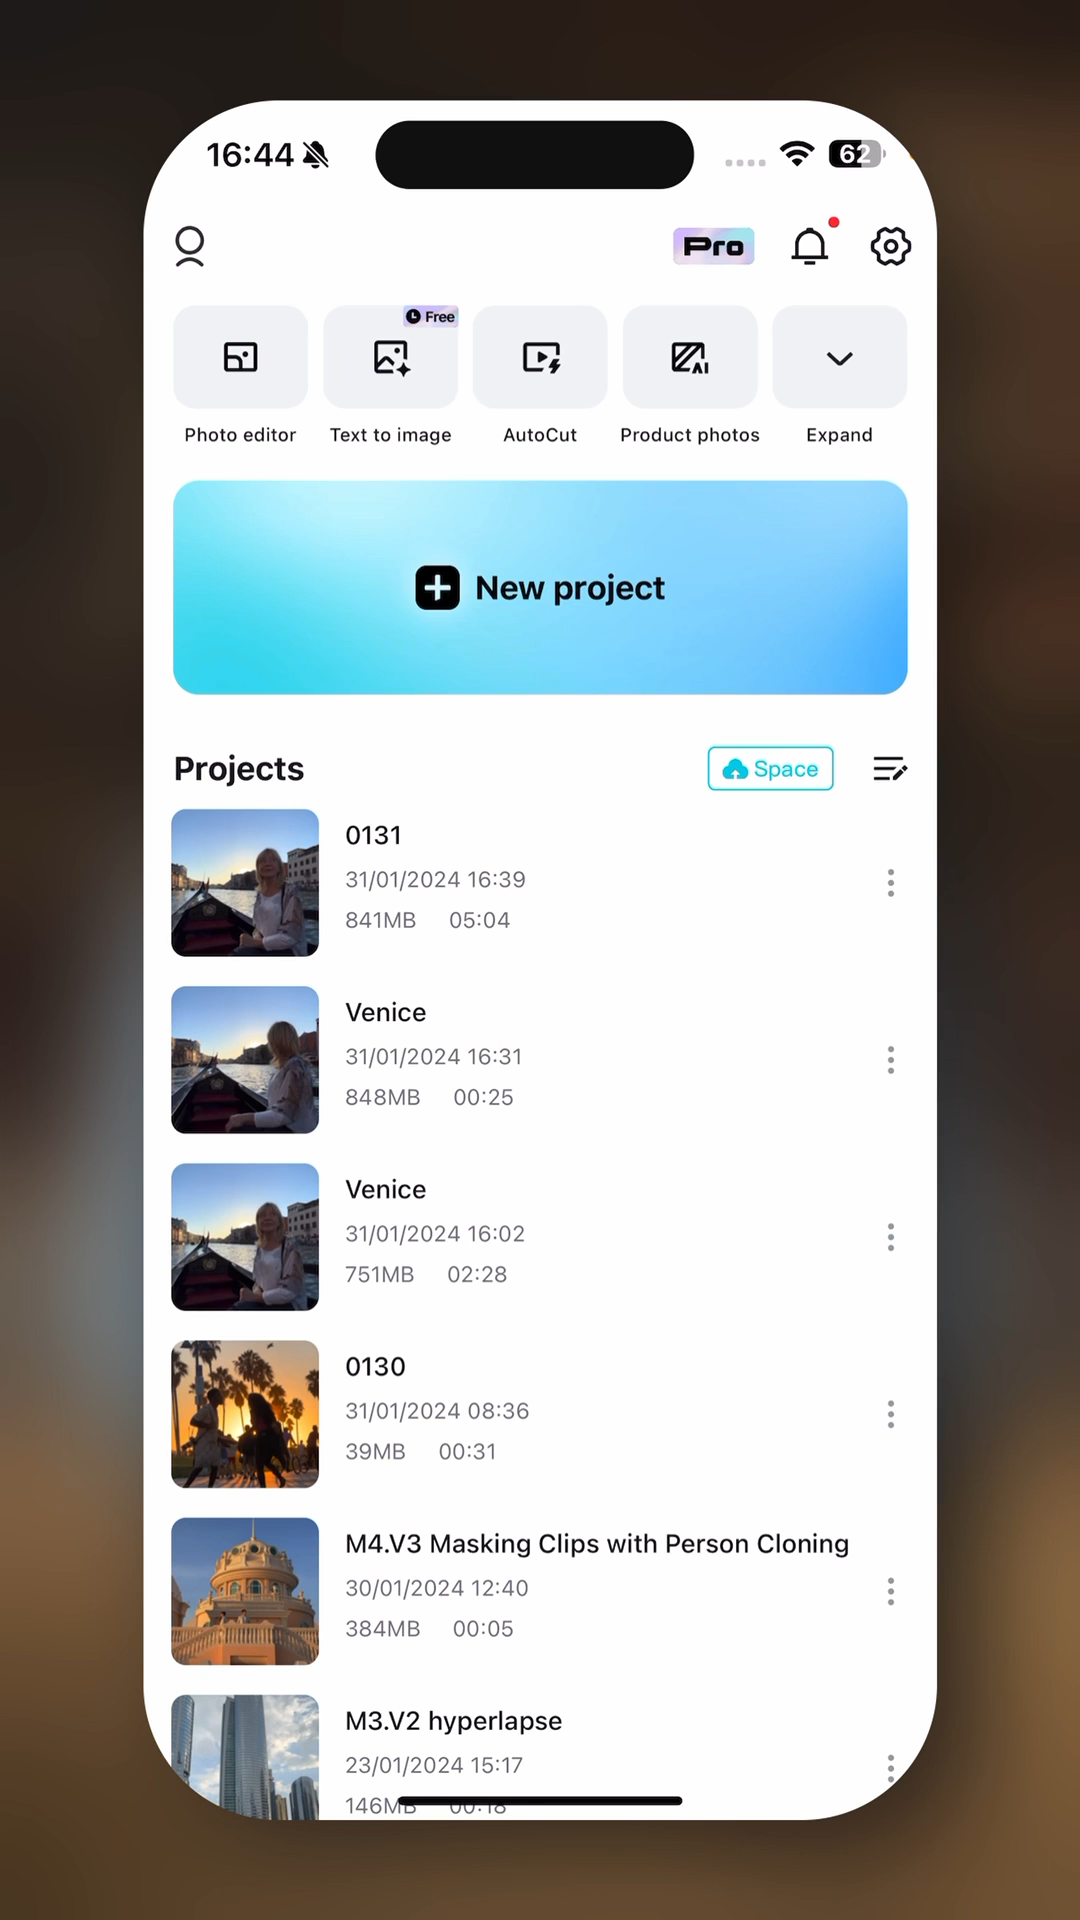 16:44
62
Pro
Free
Photo editor
Text to image
AutoCut
AI
Product photos
Expand
New project
Projects
Space
0131
31/01/2024 16:39
841MB 05:04
Venice
31/01/2024 16:31
848MB 00:25
Venice
31/01/2024 16:02
751MB 02:28
0130
31/01/2024 08:36
39MB 00:31
M4.V3 Masking Clips with Person Cloning
30/01/2024 12:40
384MB 00:05
M3.V2 hyperlapse
23/01/2024 15:17
146MB 00:18